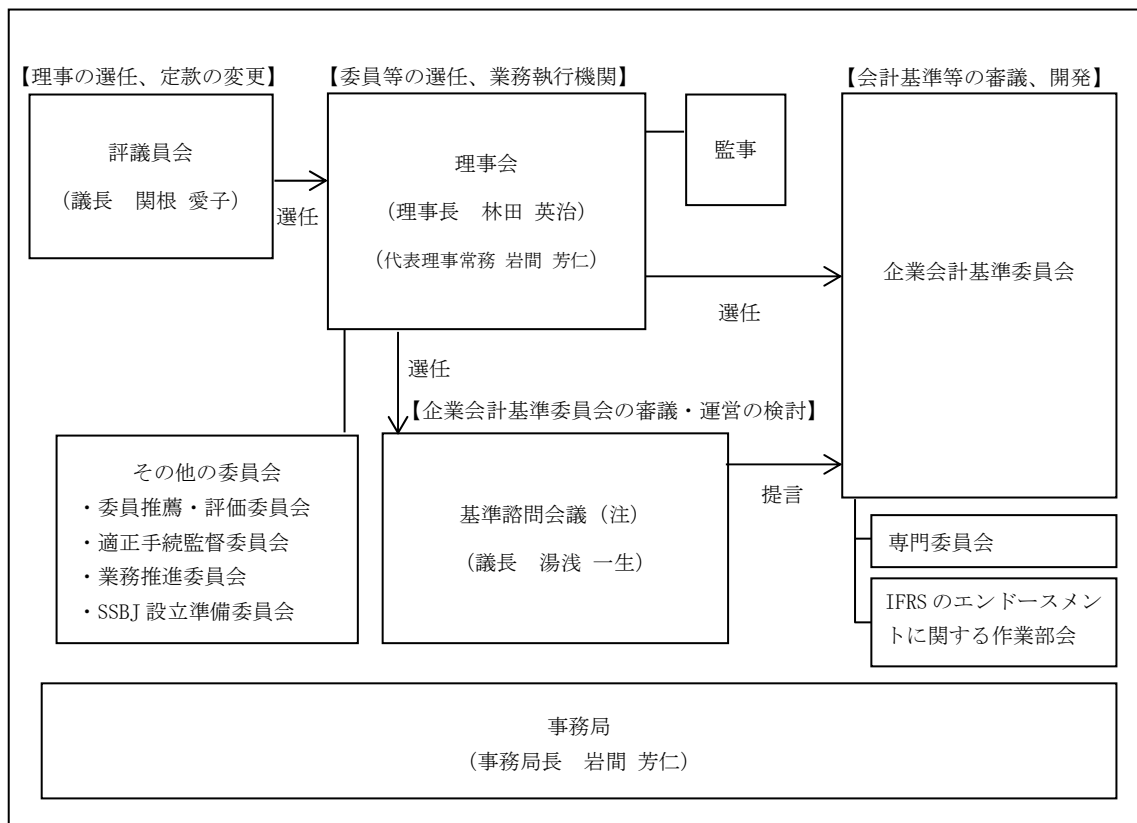 【理事の選任、定款の変更】
評議員会
(議長 関根 愛子)
選任
【委員等の選任、業務執行機関】
理事会
(理事長 林田 英治)
(代表理事常務 岩間 芳仁)
監事
選任
【会計基準等の審議、開発】
企業会計基準委員会
選任
【企業会計基準委員会の審議・運営の検討】
基準諮問会議(注)
(議長 湯浅 一生)
提言
その他の委員会
・委員推薦・評価委員会
・適正手続監督委員会
・業務推進委員会
・SSBJ 設立準備委員会
専門委員会
IFRS のエンドースメン
トに関する作業部会
事務局
(事務局長 岩間 芳仁)